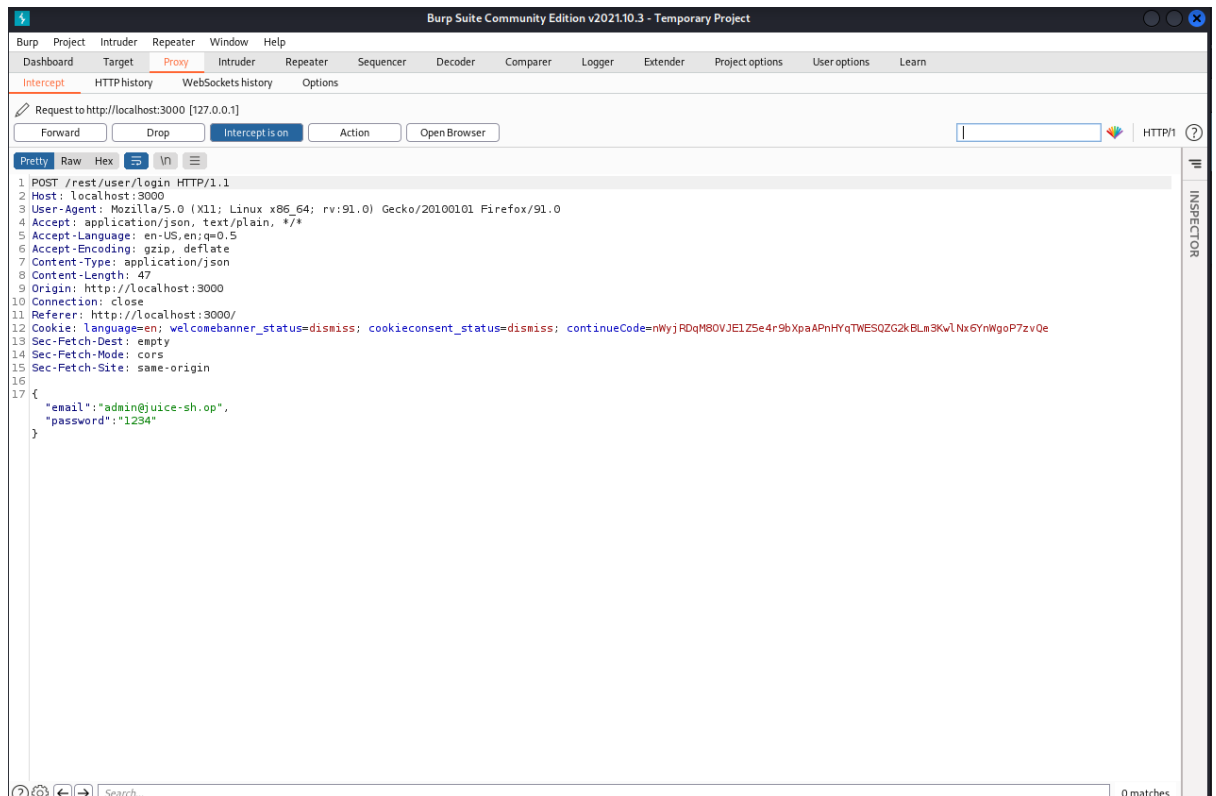 Burp Suite Community Edition v2021.10.3 - Temporary Project
Burp Project Intruder Repeater Window Help
Dashboard Target Proxy Intruder Repeater Sequencer Decoder Comparer Logger Extender Project options User options Learn
Intercept HTTP history WebSockets history Options
Request to http://localhost:3000 [127.0.0.1]
Forward Drop Intercept is on Action Open Browser HTTP/1 ?
Pretty Raw Hex \n
INSPECTOR
1 POST /rest/user/login HTTP/1.1
2 Host: localhost:3000
3 User-Agent: Mozilla/5.0 (X11; Linux x86_64; rv:91.0) Gecko/20100101 Firefox/91.0
4 Accept: application/json, text/plain, */*
5 Accept-Language: en-US,en;q=0.5
6 Accept-Encoding: gzip, deflate
7 Content-Type: application/json
8 Content-Length: 47
9 Origin: http://localhost:3000
10 Connection: close
11 Referer: http://localhost:3000/
12 Cookie: language=en; welcomebanner_status=dismiss; cookieconsent_status=dismiss; continueCode=nWyjRDqM8OVJElZ5e4r9bXpaAPnHYqTWESQZG2kBLm3KwlNx6YnWgoP7zvQe
13 Sec-Fetch-Dest: empty
14 Sec-Fetch-Mode: cors
15 Sec-Fetch-Site: same-origin
16
17 {
"email":"admin@juice-sh.op",
"password":"1234"
}
? Search... 0 matches